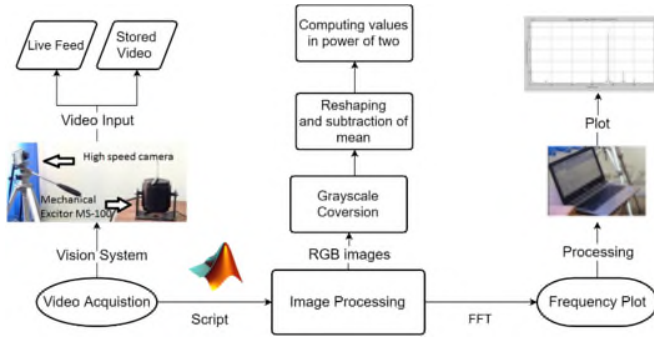 Live Feed
Stored
Video
Video Input
High speed camera
Mechanical
Excitor MS-100
Vision System
Video Acquistion
Script
Computing values
in power of two
Reshaping
and subtraction of
mean
Grayscale
Coversion
RGB images
Image Processing
FFT
Plot
Processing
Frequency Plot